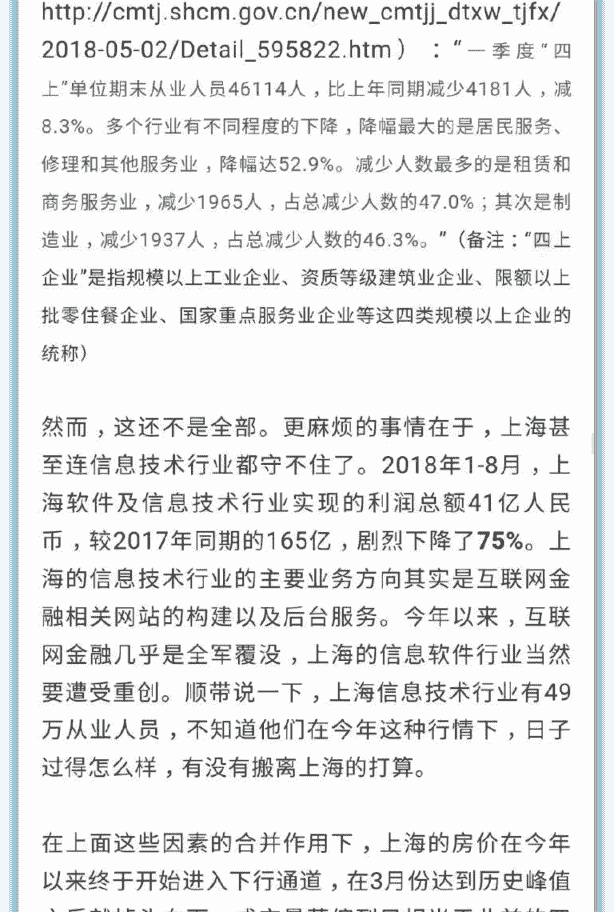 http://cmtj.shcm.gov.cn/new_cmtjj_dtxw_tjfx/
2018-05-02/Detail_595822.htm）：“一季度“四
上”单位期末从业人员46114人，比上年同期减少4181人，减
8.3%。多个行业有不同程度的下降，降幅最大的是居民服务、
修理和其他服务业，降幅达52.9%。减少人数最多的是租赁和
商务服务业，减少1965人，占总减少人数的47.0%；其次是制
造业，减少1937人，占总减少人数的46.3%。”（备注：“四上
企业”是指规模以上工业企业、资质等级建筑业企业、限额以上
批零住餐企业、国家重点服务业企业等这四类规模以上企业的
统称）
然而，这还不是全部。更麻烦的事情在于，上海甚
至连信息技术行业都守不住了。2018年1-8月，上
海软件及信息技术行业实现的利润总额41亿人民
币，较2017年同期的165亿，剧烈下降了75%。上
海的信息技术行业的主要业务方向其实是互联网金
融相关网站的构建以及后台服务。今年以来，互联
网金融几乎是全军覆没，上海的信息软件行业当然
要遭受重创。顺带说一下，上海信息技术行业有49
万从业人员，不知道他们在今年这种行情下，日子
过得怎么样，有没有搬离上海的打算。
在上面这些因素的合并作用下，上海的房价在今年
以来终于开始进入下行通道，在3月份达到历史峰值